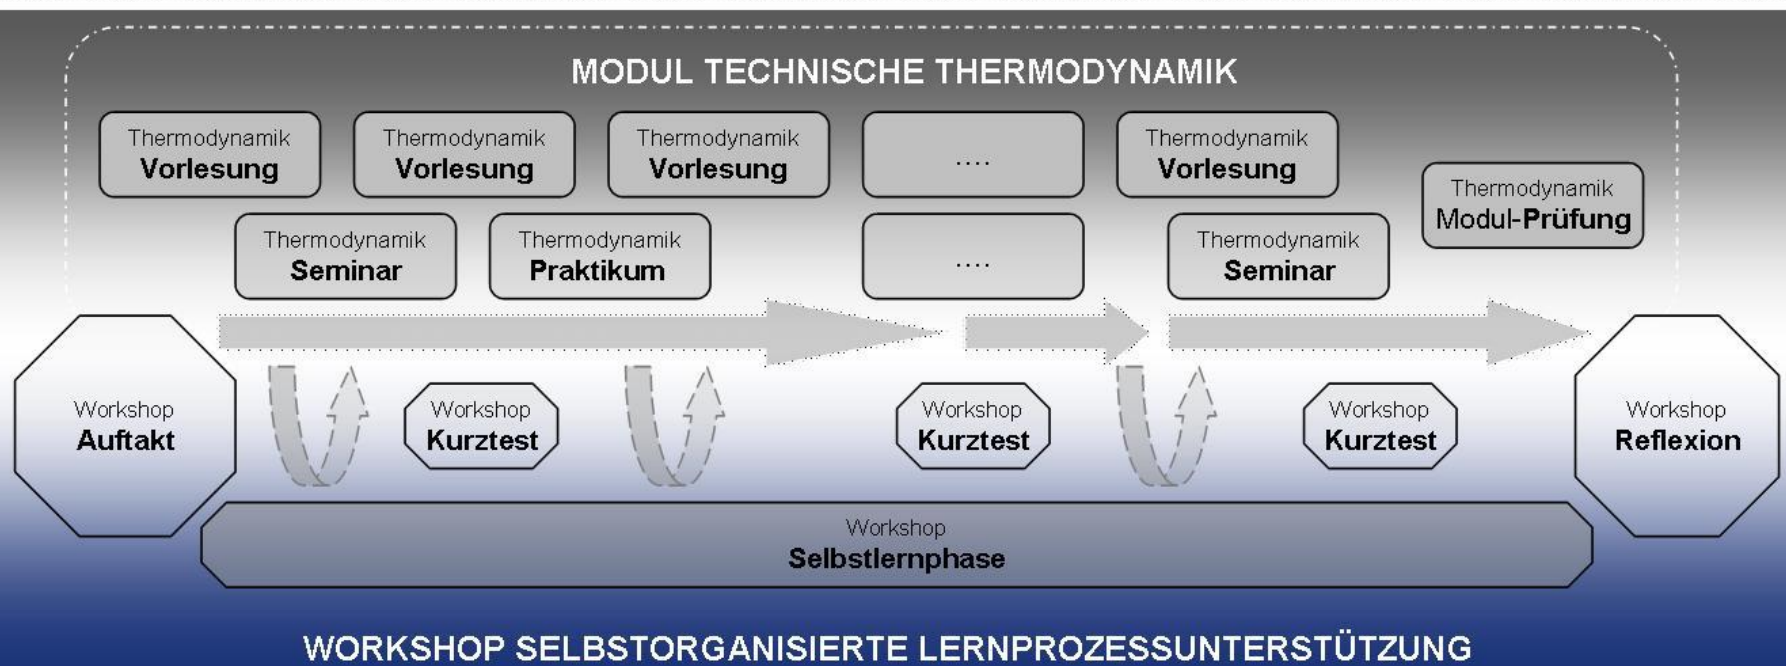 MODUL TECHNISCHE THERMODYNAMIK
Thermodynamik
Vorlesung
Thermodynamik
Vorlesung
Thermodynamik
Vorlesung
....
Thermodynamik
Vorlesung
Thermodynamik
Modul-Prüfung
Thermodynamik
Seminar
Thermodynamik
Praktikum
....
Thermodynamik
Seminar
Workshop
Auftakt
Workshop
Kurztest
Workshop
Kurztest
Workshop
Kurztest
Workshop
Reflexion
Workshop
Selbstlernphase
WORKSHOP SELBSTORGANISIERTE LERNPROZESSUNTERSTÜTZUNG